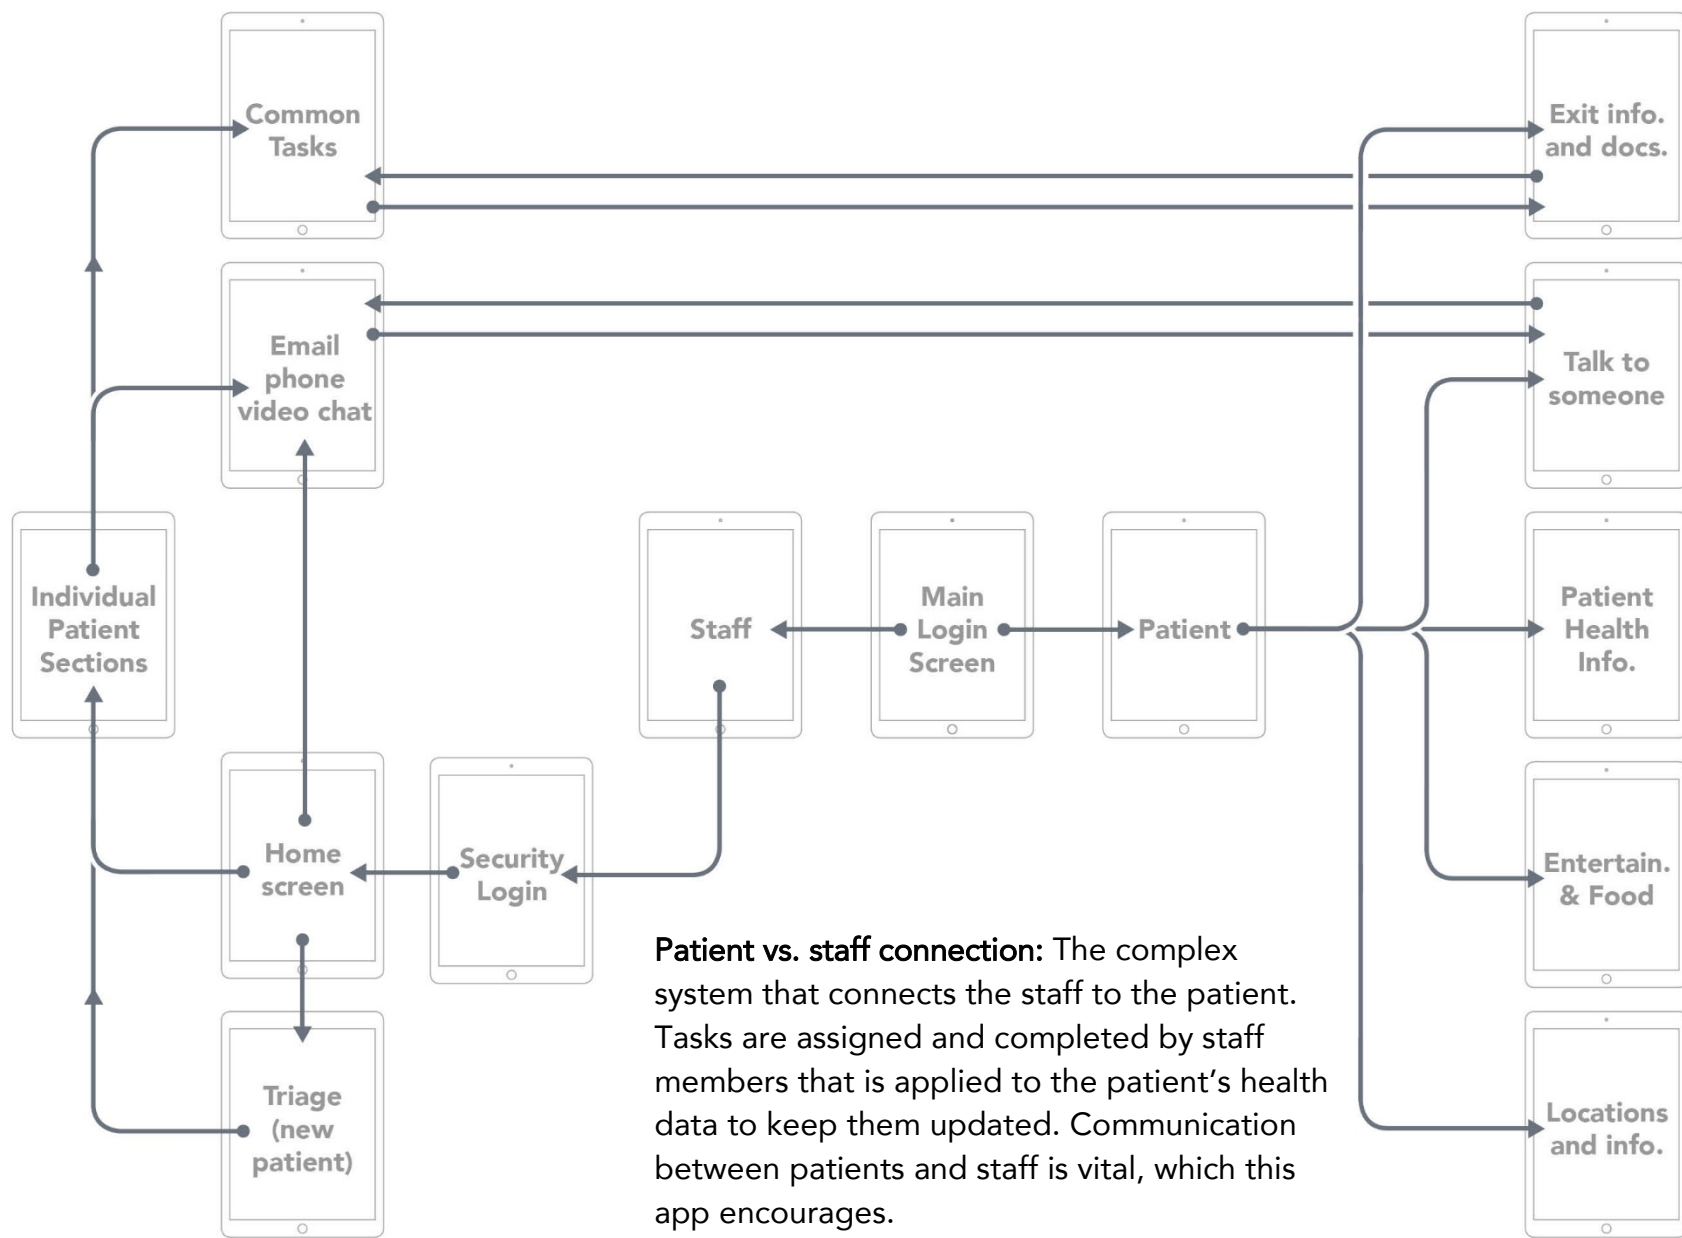 Common
Tasks
Exit info.
and docs.
Email
phone
video chat
Talk to
someone
Individual
Patient
Sections
Staff
Main
Login
Screen
Patient
Patient
Health
Info.
Home
screen
Security
Login
Entertain.
& Food
Triage
(new
patient)
Patient vs. staff connection: The complex
system that connects the staff to the patient.
Tasks are assigned and completed by staff
members that is applied to the patient’s health
data to keep them updated. Communication
between patients and staff is vital, which this
app encourages.
Locations
and info.